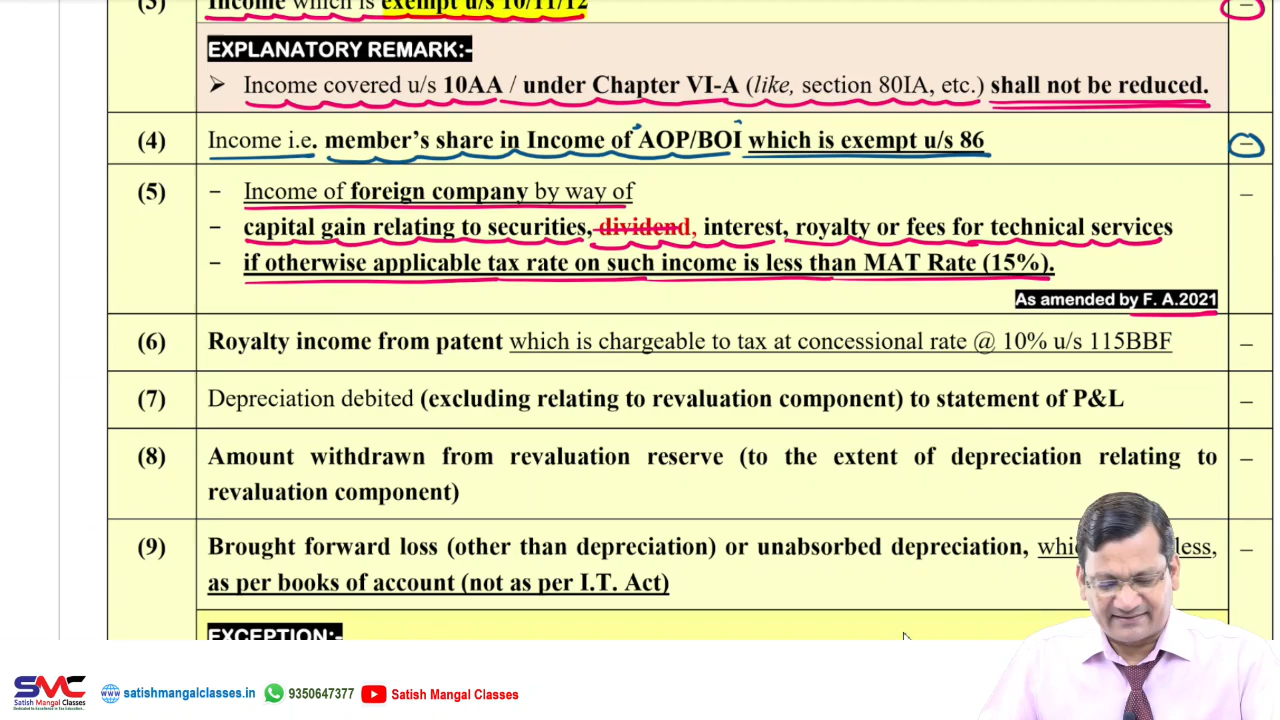 (3) Income which is exempt u/s 10/11/12 –
EXPLANATORY REMARK:-
➢ Income covered u/s 10AA / under Chapter VI-A (like, section 80IA, etc.) shall not be reduced.
(4) Income i.e. member's share in Income of AOP/BOI which is exempt u/s 86 –
(5) – Income of foreign company by way of –
– capital gain relating to securities, dividend, interest, royalty or fees for technical services
– if otherwise applicable tax rate on such income is less than MAT Rate (15%).
As amended by F. A.2021
(6) Royalty income from patent which is chargeable to tax at concessional rate @ 10% u/s 115BBF –
(7) Depreciation debited (excluding relating to revaluation component) to statement of P&L –
(8) Amount withdrawn from revaluation reserve (to the extent of depreciation relating to –
revaluation component)
(9) Brought forward loss (other than depreciation) or unabsorbed depreciation, less, –
as per books of account (not as per I.T. Act)
EXCEPTION:-
SMC
Satish Mangal Classes
satishmangalclasses.in 9350647377 Satish Mangal Classes